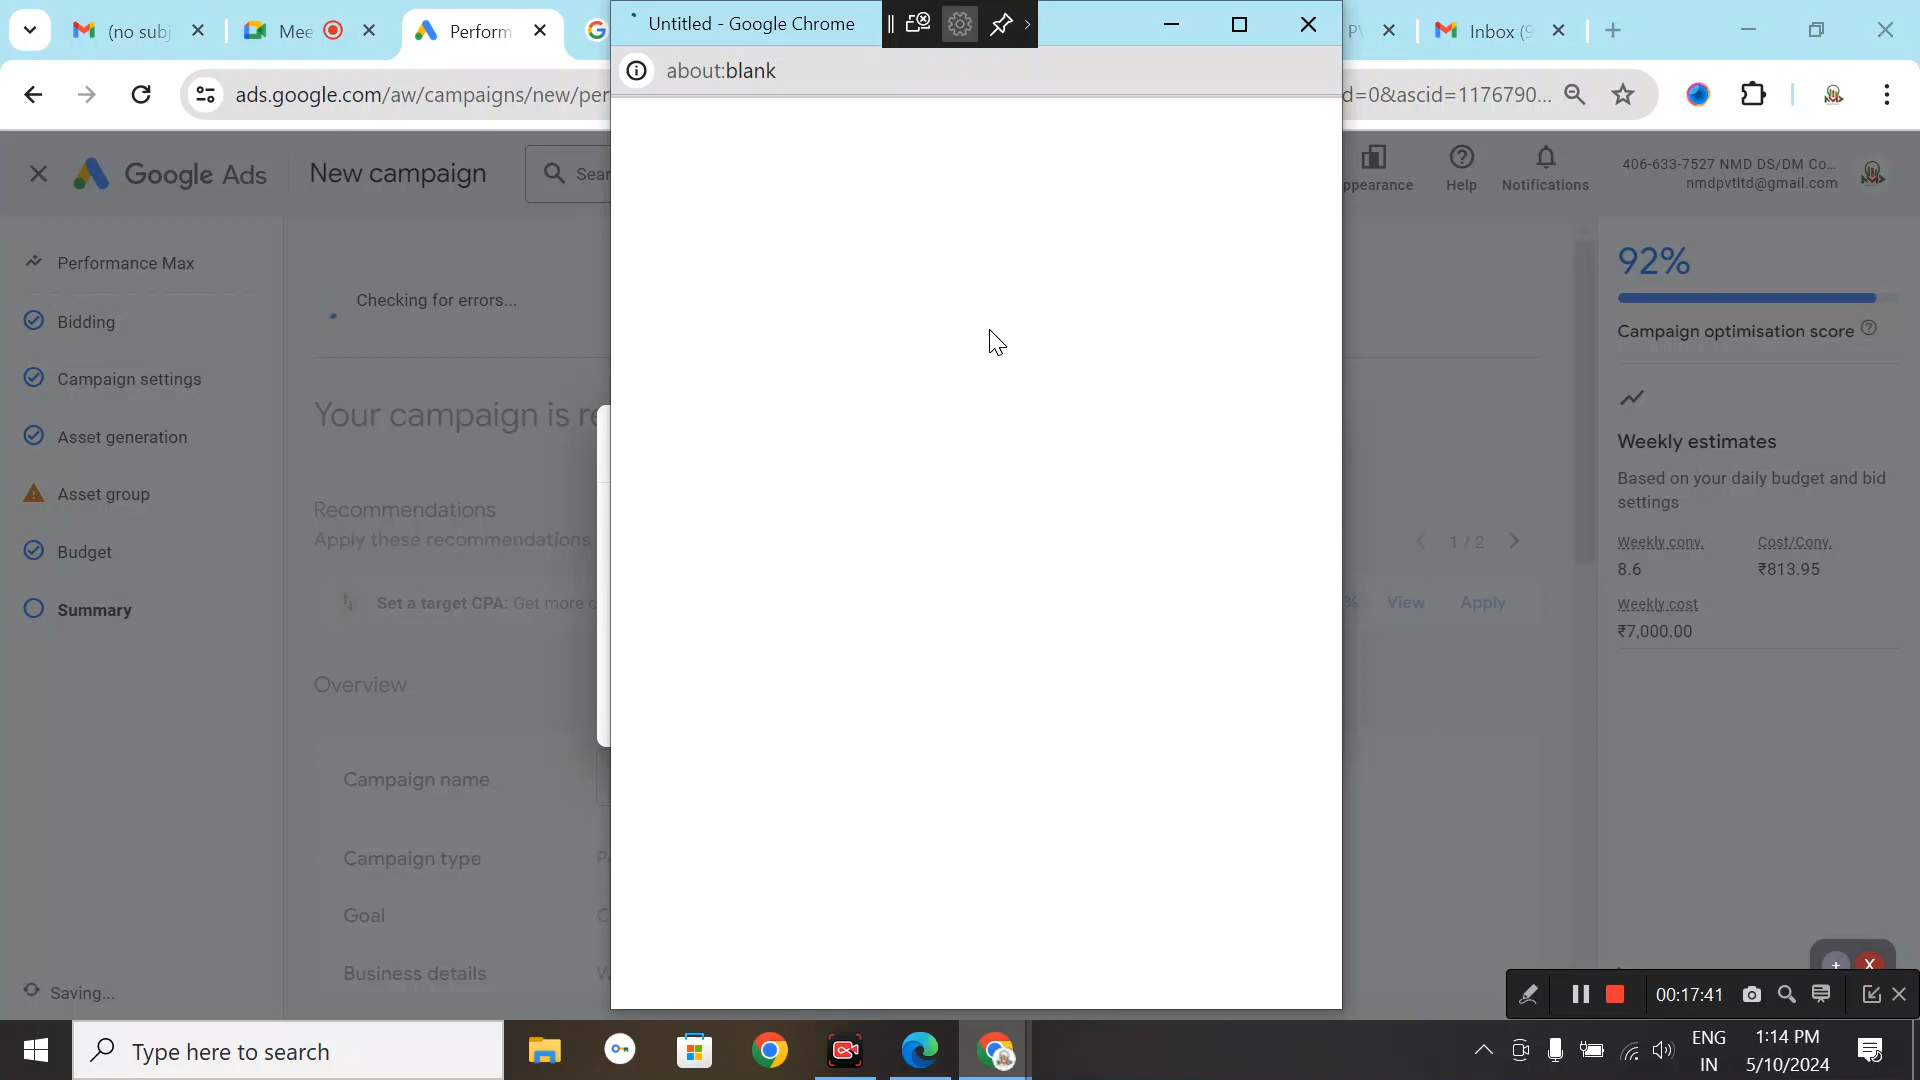 (no subj
Mee
Perform
Untitled - Google Chrome
Inbox (9
about:blank
ads.google.com/aw/campaigns/new/per
d=0&ascid=1176790...
Google Ads
New campaign
Sear
ppearance
Help
Notifications
406-633-7527 NMD DS/DM Co...
nmdpvtltd@gmail.com
Performance Max
Bidding
Campaign settings
Asset generation
Asset group
Budget
Summary
Saving...
Checking for errors...
Your campaign is re
Recommendations
Apply these recommendations
1 / 2
Set a target CPA: Get more c
%
View
Apply
Overview
Campaign name
Campaign type
Goal
Business details
92%
Campaign optimisation score
Weekly estimates
Based on your daily budget and bid
settings
Weekly conv.
Cost/Conv.
8.6
₹813.95
Weekly cost
₹7,000.00
00:17:41
Type here to search
ENG
IN
1:14 PM
5/10/2024